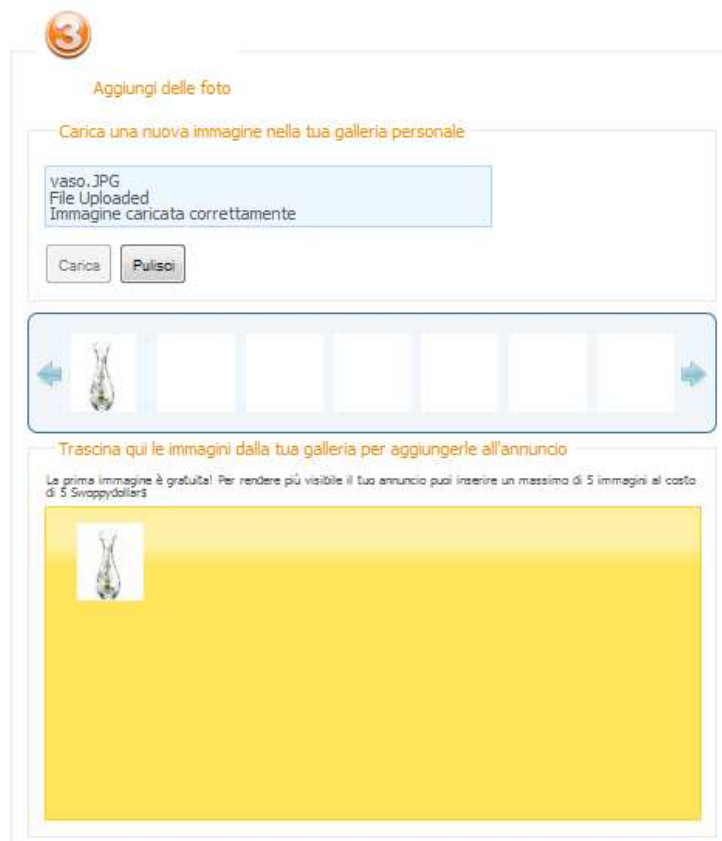 3
Aggiungi delle foto
Carica una nuova immagine nella tua galleria personale
vaso.JPG
File Uploaded
Immagine caricata correttamente
Carica Pulisci
Trascina qui le immagini dalla tua galleria per aggiungerle all'annuncio
La prima immagine è gratuita! Per rendere più visibile il tuo annuncio puoi inserire un massimo di 5 immagini al costo
di 5 Swappydollar$